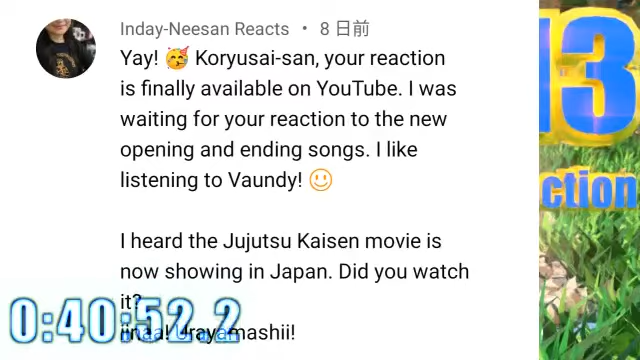 Inday-Neesan Reacts • 8 日前
Yay! 🥳 Koryusai-san, your reaction
is finally available on YouTube. I was
waiting for your reaction to the new
opening and ending songs. I like
listening to Vaundy! 😃
I heard the Jujutsu Kaisen movie is
now showing in Japan. Did you watch
it?
iinaa! Urayamashii!
0:40:52.2
13
ction